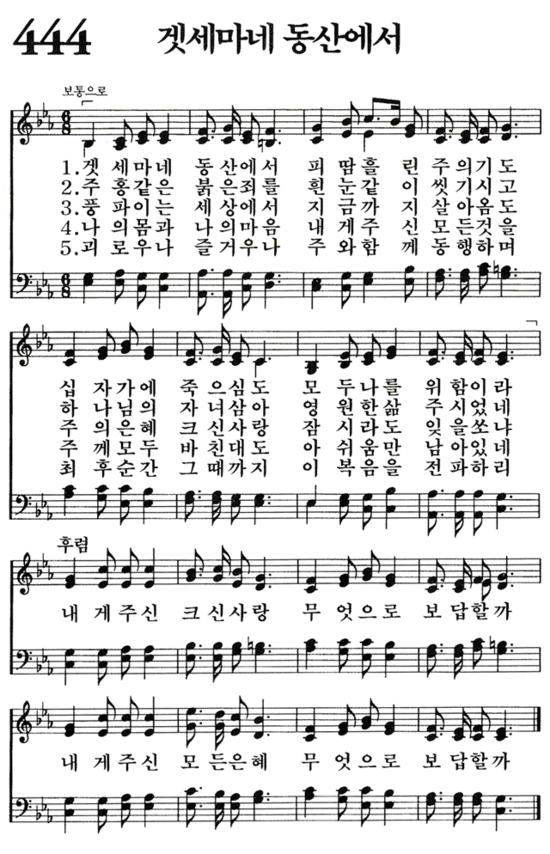 444 겟세마네 동산에서
보통으로
6 8
1.겟 세마네 동산에서 피 땀흘 린 주의기도
2.주 홍같은 붉은죄를 흰 눈같 이 씻기시고
3.풍 파이는 세상에서 지 금까 지 살아옴도
4.나 의몸과 나의마음 내 게주 신 모든것을
5.괴 로우나 즐거우나 주 와함 께 동행하며
6 8
십 자가에 죽으심도 모 두나를 위함이라
하 나님의 자녀삼아 영 원한삶 주시었네
주 의은혜 크신사랑 잠 시라도 잊을쏘냐
주 께모두 바친대도 아 쉬움만 남아있네
최 후순간 그때까지 이 복음을 전파하리
후렴
내 게주신 크신사랑 무 엇으로 보답할까
내 게주신 모든은혜 무 엇으로 보답할까